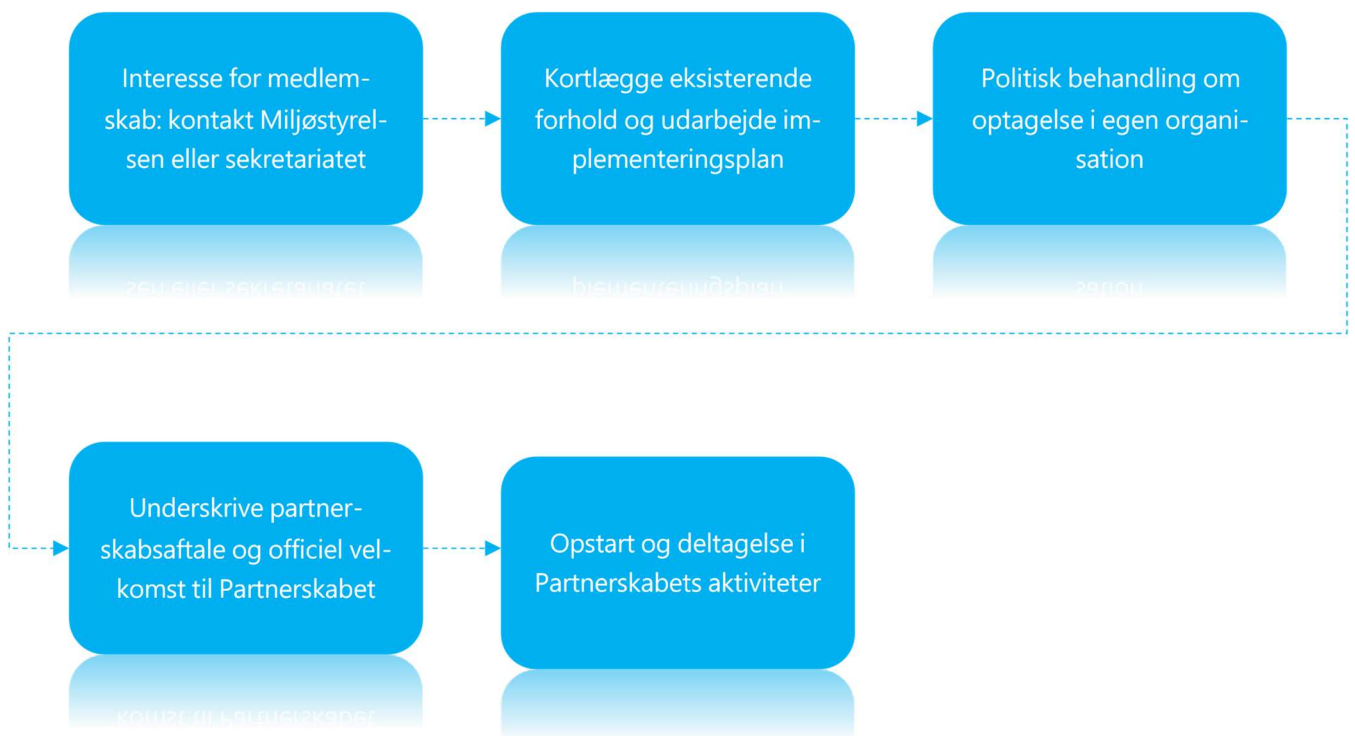 Interesse for medlem-
skab: kontakt Miljøstyrel-
sen eller sekretariatet
Kortlægge eksisterende
forhold og udarbejde im-
plementeringsplan
Politisk behandling om
optagelse i egen organi-
sation
Underskrive partner-
skabsaftale og officiel vel-
komst til Partnerskabet
Opstart og deltagelse i
Partnerskabets aktiviteter